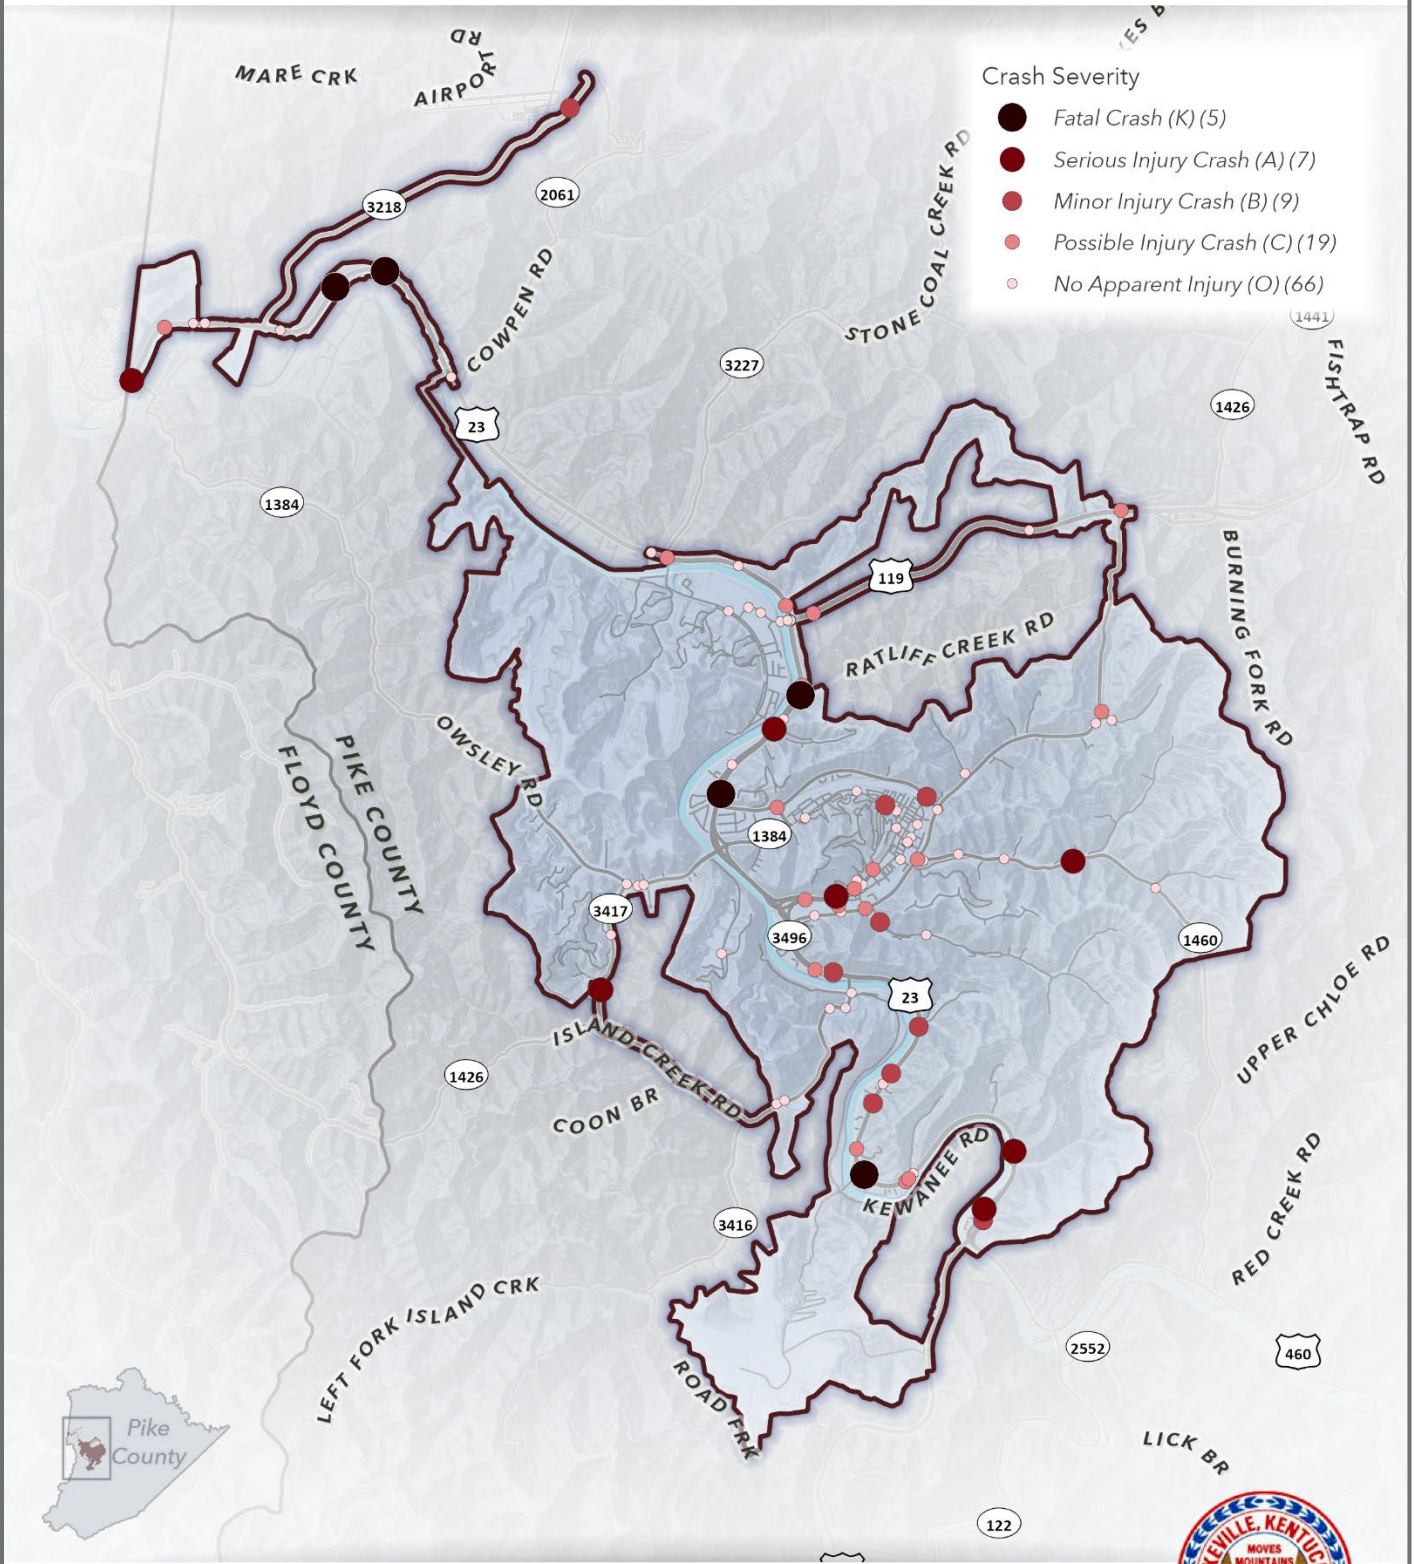 MARE CRK
AIRPORT RD
Crash Severity
Fatal Crash (K) (5)
Serious Injury Crash (A) (7)
Minor Injury Crash (B) (9)
Possible Injury Crash (C) (19)
No Apparent Injury (O) (66)
STONECOAL CREEK RD
2061
3218
COWPEN RD
1441
3227
FISHTRAP RD
1426
23
1384
119
BURNING FORK RD
RATLIFF CREEK RD
OWSLEY RD
PIKE COUNTY
FLOYD COUNTY
1384
3417
3496
1460
23
UPPER CHLOE RD
ISLAND CREEK RD
1426
COON BR
KEWANEE RD
RED CREEK RD
3416
LEFT FORK ISLAND CRK
2552
460
ROAD FRK
Pike
County
LICK BR
122
MOVES
MOUNTAINS